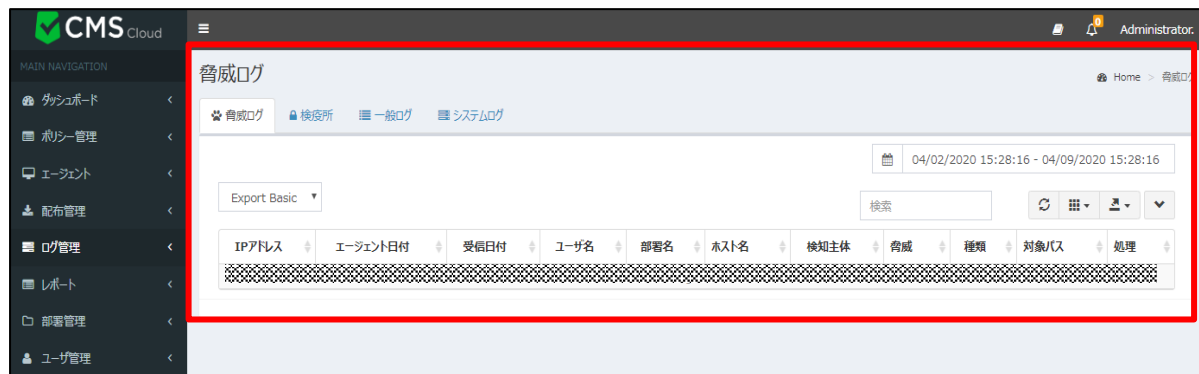 CMS Cloud
0
Administrator.
MAIN NAVIGATION
ダッシュボード
ポリシー管理
エージェント
配布管理
ログ管理
レポート
部署管理
ユーザ管理
脅威ログ
Home > 脅威ログ
脅威ログ 検疫所 一般ログ システムログ
04/02/2020 15:28:16 - 04/09/2020 15:28:16
Export Basic
検索
IPアドレス エージェント日付 受信日付 ユーザ名 部署名 ホスト名 検知主体 脅威 種類 対象パス 処理